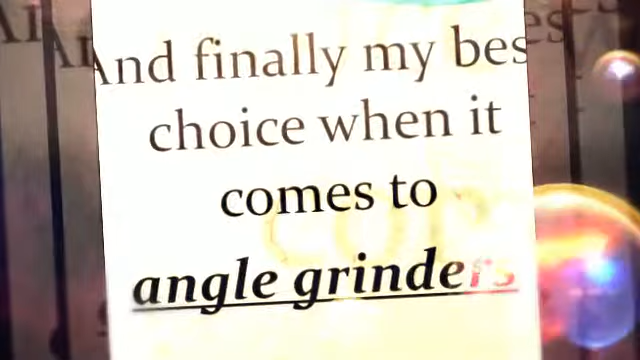 And finally my bes
choice when it
comes to
angle grinders